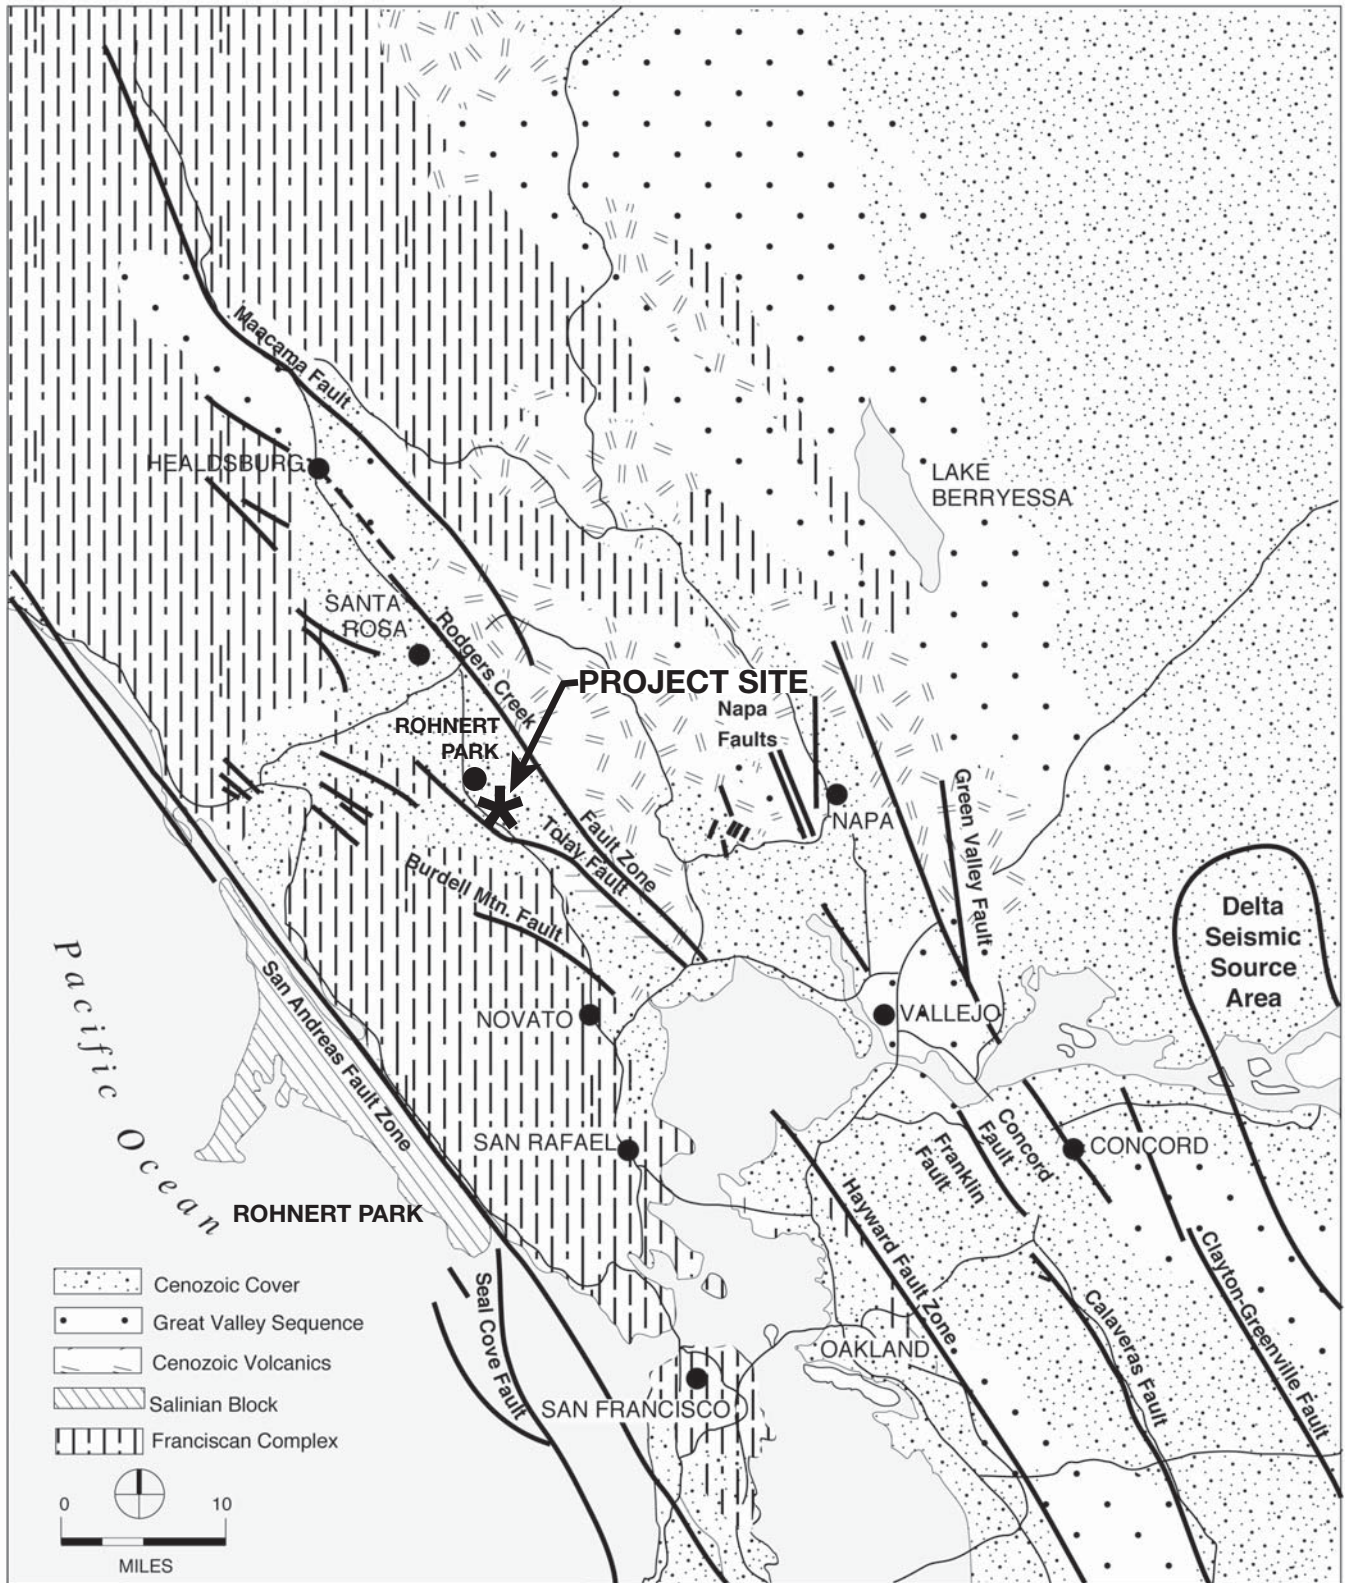 Maacama Fault
HEALDSBURG
LAKE
BERRYESSA
SANTA
ROSA
Rodgers Creek
Fault Zone
PROJECT SITE
ROHNERT
PARK
Napa
Faults
NAPA
Green Valley Fault
Tolay Fault
Burdell Mtn. Fault
Delta
Seismic
Source
Area
Pacific Ocean
San Andreas Fault Zone
NOVATO
VALLEJO
SAN RAFAEL
Franklin
Fault
Concord
Fault
CONCORD
ROHNERT PARK
Hayward Fault Zone
Clayton-Greenville Fault
Calaveras Fault
Seal Cove Fault
OAKLAND
SAN FRANCISCO
Cenozoic Cover
Great Valley Sequence
Cenozoic Volcanics
Salinian Block
Franciscan Complex
0 10
MILES